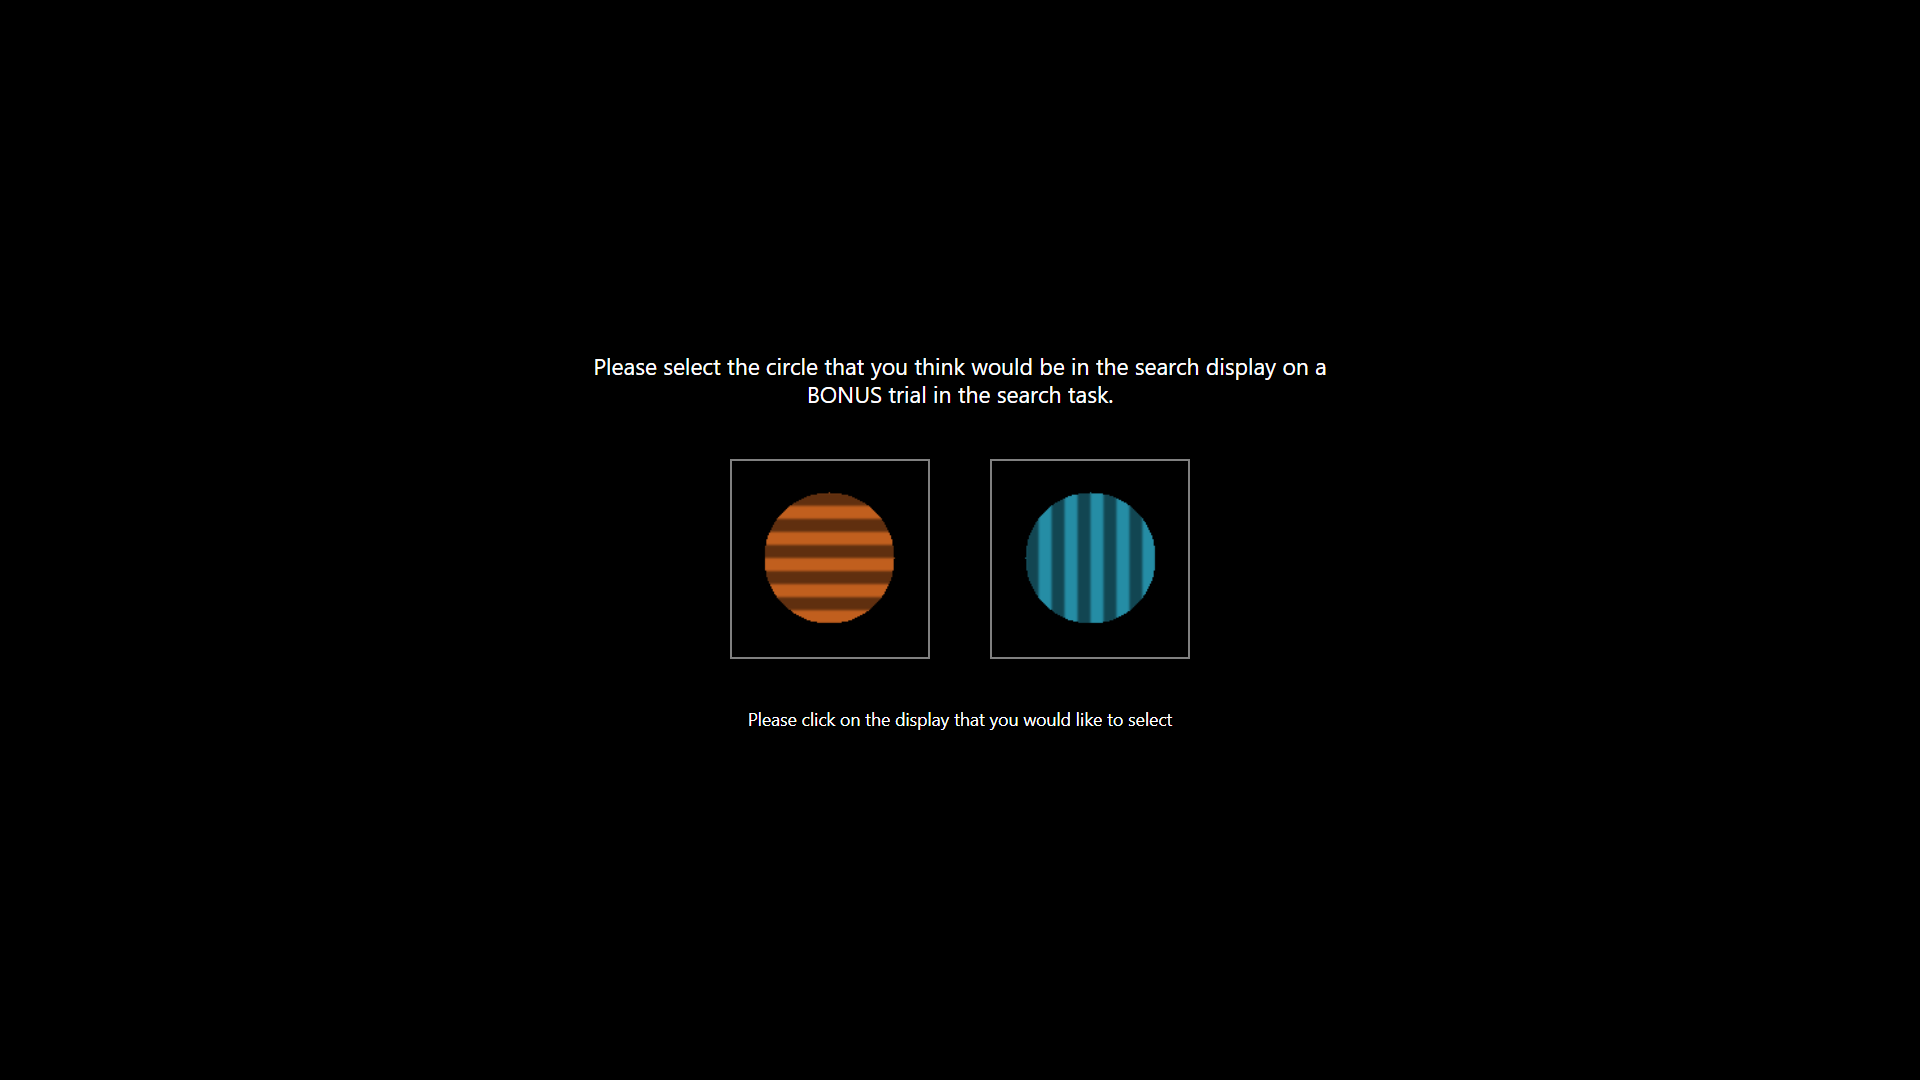 Please select the circle that you think would be in the search display on a
BONUS trial in the search task.
Please click on the display that you would like to select